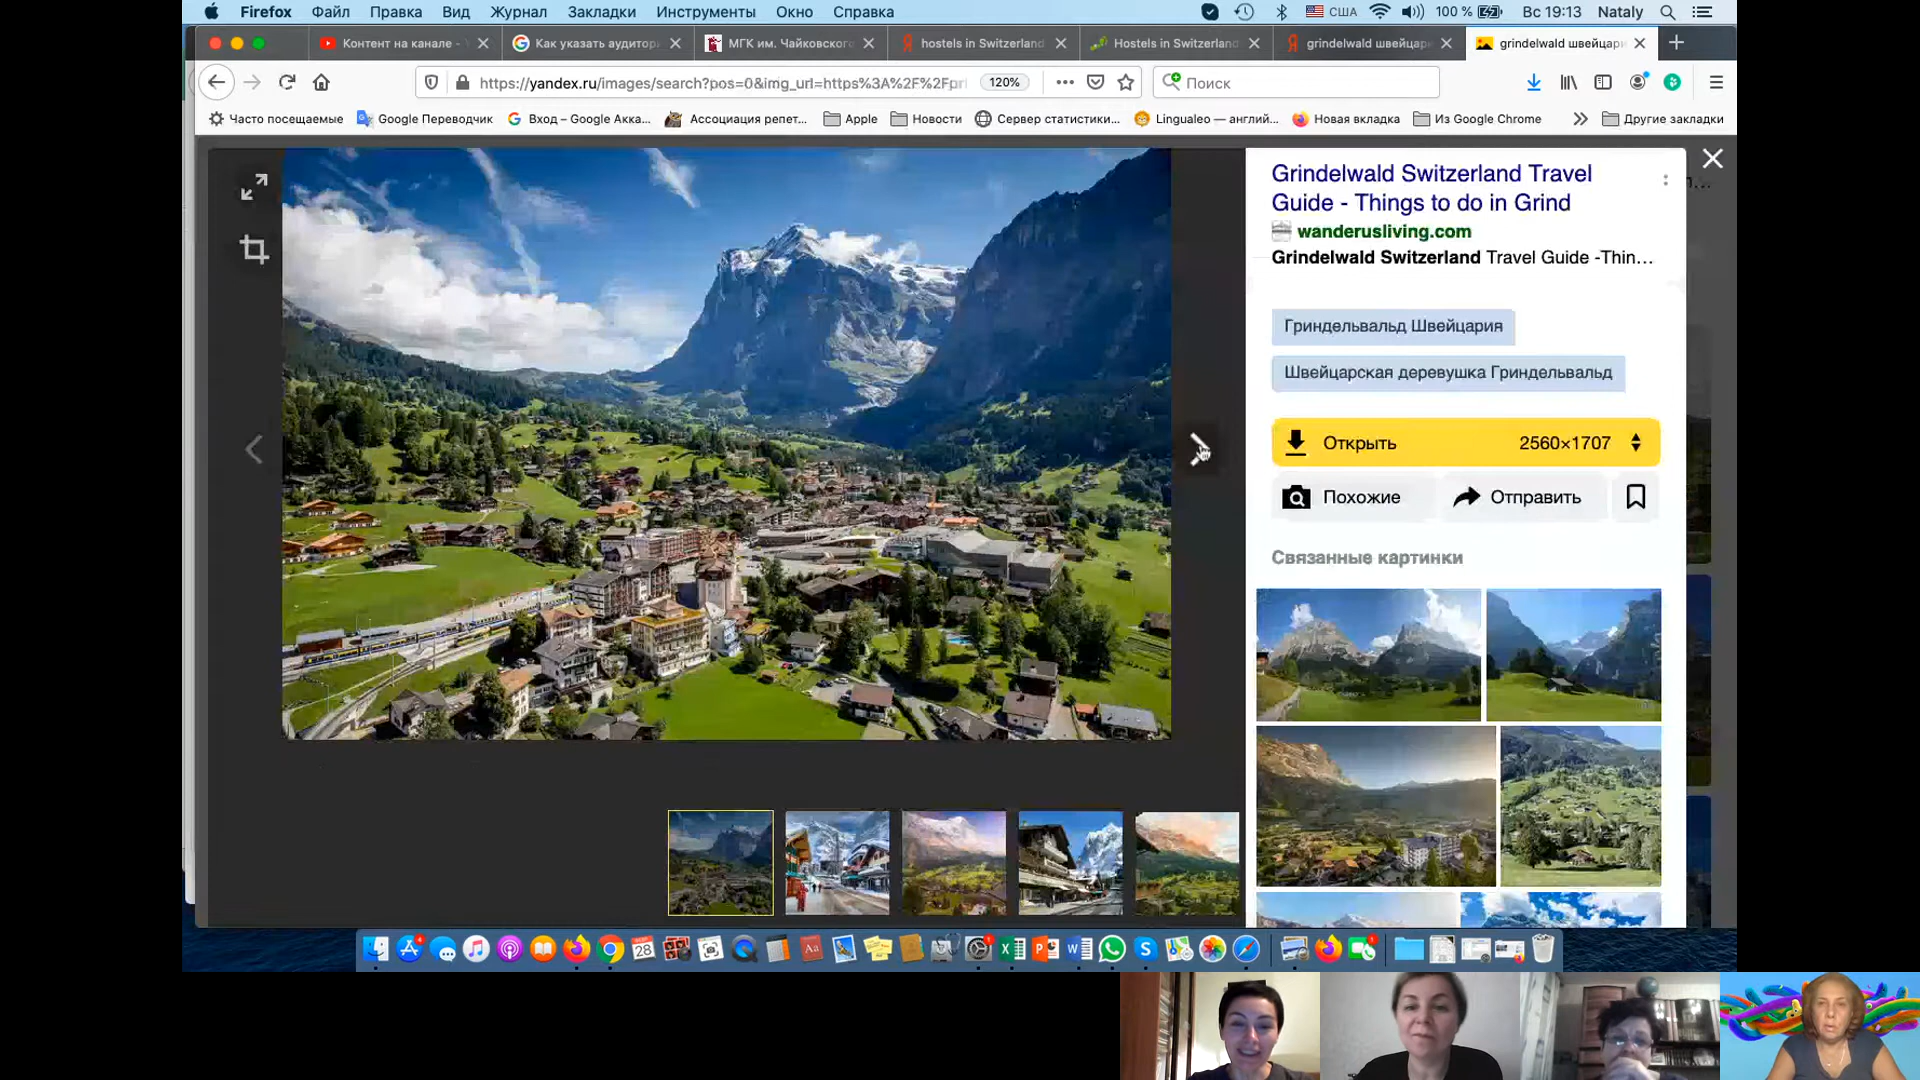 Firefox Файл Правка Вид Журнал Закладки Инструменты Окно Справка США 100 % Вс 19:13 Nataly
Контент на канале - Как указать аудитор МГК им. Чайковского hostels in Switzerland Hostels in Switzerland grindelwald швейцар grindelwald швейцари
https://yandex.ru/images/search?pos=0&img_url=https%3A%2F%2Fpri 120% Поиск
Часто посещаемые Google Переводчик Вход – Google Акка... Ассоциация репет... Apple Новости Сервер статистики... Lingualeo — англий... Новая вкладка Из Google Chrome Другие закладки
Grindelwald Switzerland Travel
Guide - Things to do in Grind
wanderusliving.com
Grindelwald Switzerland Travel Guide -Thin...
Гриндельвальд Швейцария
Швейцарская деревушка Гриндельвальд
Открыть 2560×1707
Похожие Отправить
Связанные картинки